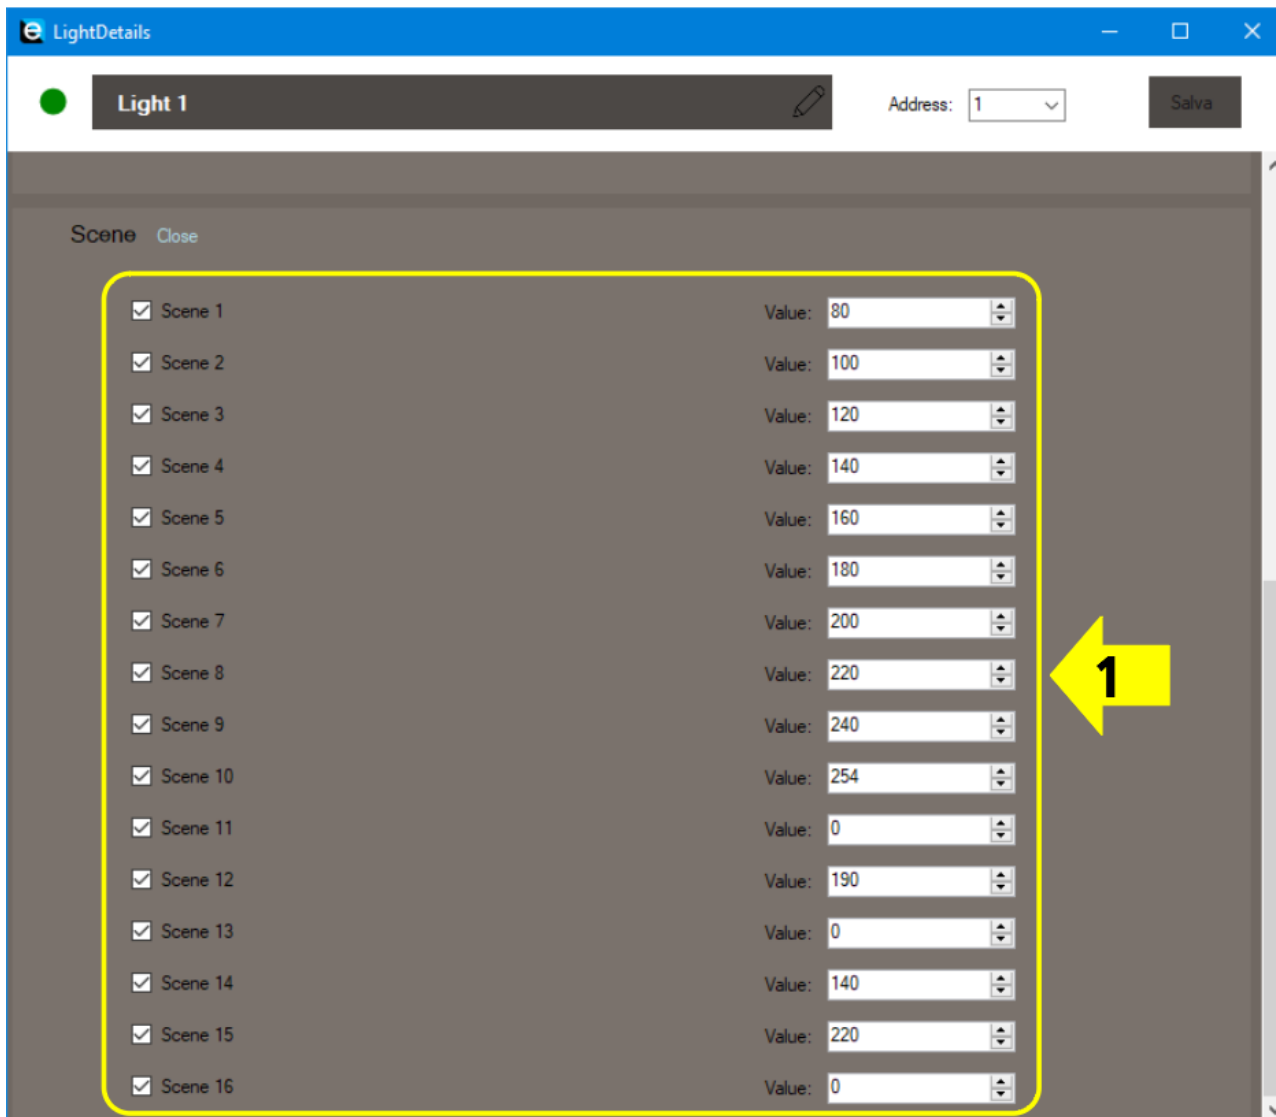 e LightDetails
Light 1 Address: 1 Salva
Scene Close
Scene 1 Value: 80
Scene 2 Value: 100
Scene 3 Value: 120
Scene 4 Value: 140
Scene 5 Value: 160
Scene 6 Value: 180
Scene 7 Value: 200
Scene 8 Value: 220
1
Scene 9 Value: 240
Scene 10 Value: 254
Scene 11 Value: 0
Scene 12 Value: 190
Scene 13 Value: 0
Scene 14 Value: 140
Scene 15 Value: 220
Scene 16 Value: 0